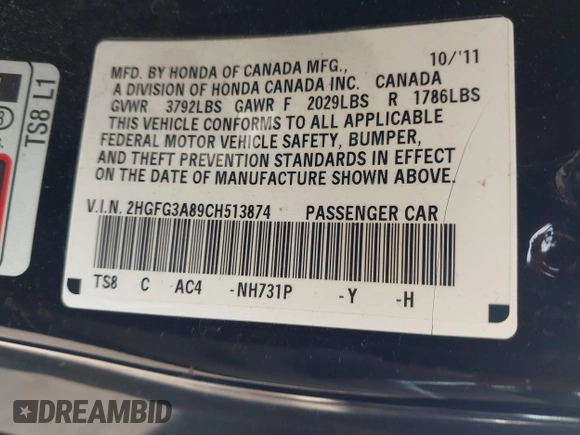 MFD. BY HONDA OF CANADA MFG., 10/'11
A DIVISION OF HONDA CANADA INC. CANADA
GVWR 3792LBS GAWR F 2029LBS R 1786LBS
THIS VEHICLE CONFORMS TO ALL APPLICABLE
FEDERAL MOTOR VEHICLE SAFETY, BUMPER,
AND THEFT PREVENTION STANDARDS IN EFFECT
ON THE DATE OF MANUFACTURE SHOWN ABOVE.
V.I.N. 2HGFG3A89CH513874 PASSENGER CAR
TS8 C AC4 -NH731P -Y -H
TS8 L1
DREAMBID